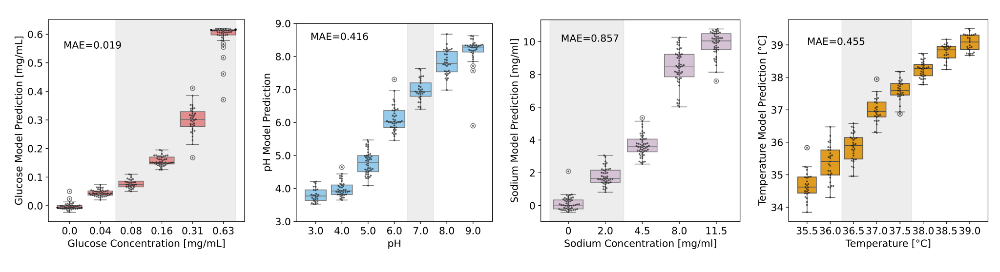 Glucose Model Prediction [mg/mL]
0.6
0.5
0.4
0.3
0.2
0.1
0.0
MAE=0.019
0.0 0.04 0.08 0.16 0.31 0.63
Glucose Concentration [mg/mL]
pH Model Prediction
9.0
8.0
7.0
6.0
5.0
4.0
3.0
MAE=0.416
3.0 4.0 5.0 6.0 7.0 8.0 9.0
pH
Sodium Model Prediction [mg/ml]
10
8
6
4
2
0
MAE=0.857
0 2.0 4.5 8.0 11.5
Sodium Concentration [mg/ml]
Temperature Model Prediction [°C]
39
38
37
36
35
34
MAE=0.455
35.5 36.0 36.5 37.0 37.5 38.0 38.5 39.0
Temperature [°C]